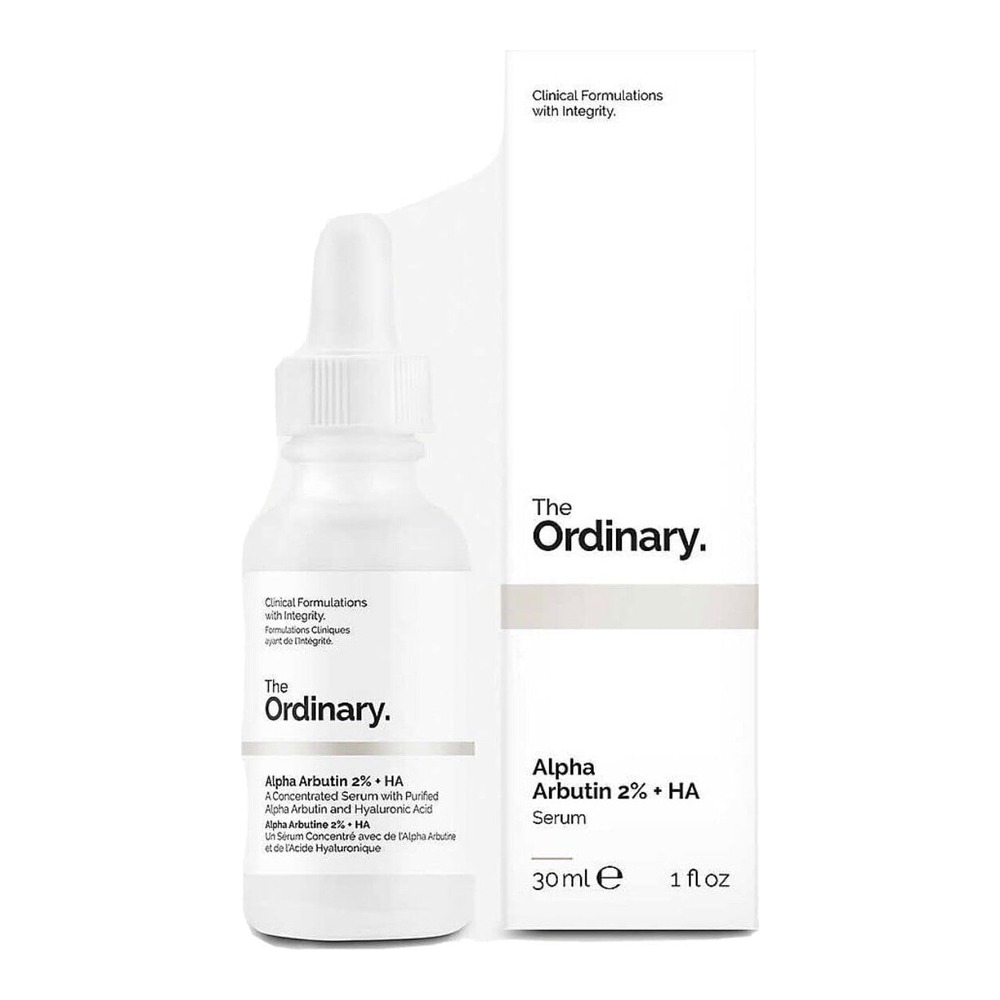 Clinical Formulations
with Integrity.
The
Ordinary.
Alpha
Arbutin 2% + HA
Serum
30 ml ℮ 1 fl oz
Clinical Formulations
with Integrity.
Formulations Cliniques
ayant de l'Intégrité.
The
Ordinary.
Alpha Arbutin 2% + HA
A Concentrated Serum with Purified
Alpha Arbutin and Hyaluronic Acid
Alpha Arbutine 2% + HA
Un Sérum Concentré avec de l'Alpha Arbutine
et de l'Acide Hyaluronique